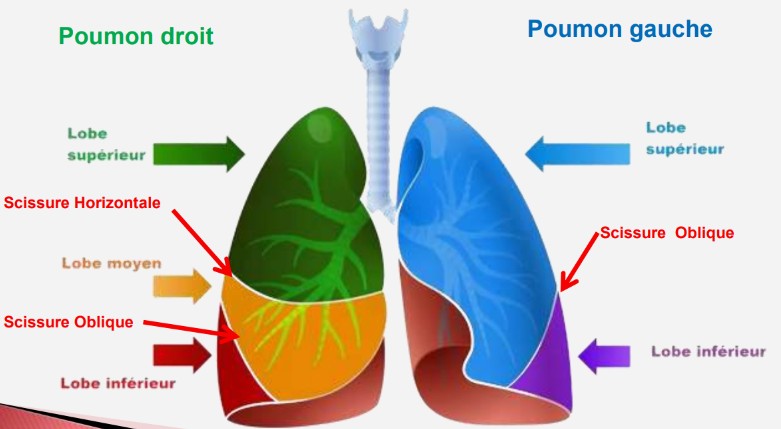 Poumon droit
Poumon gauche
Lobe
supérieur
Lobe
supérieur
Scissure Horizontale
Scissure Oblique
Lobe moyen
Scissure Oblique
Lobe inférieur
Lobe inférieur